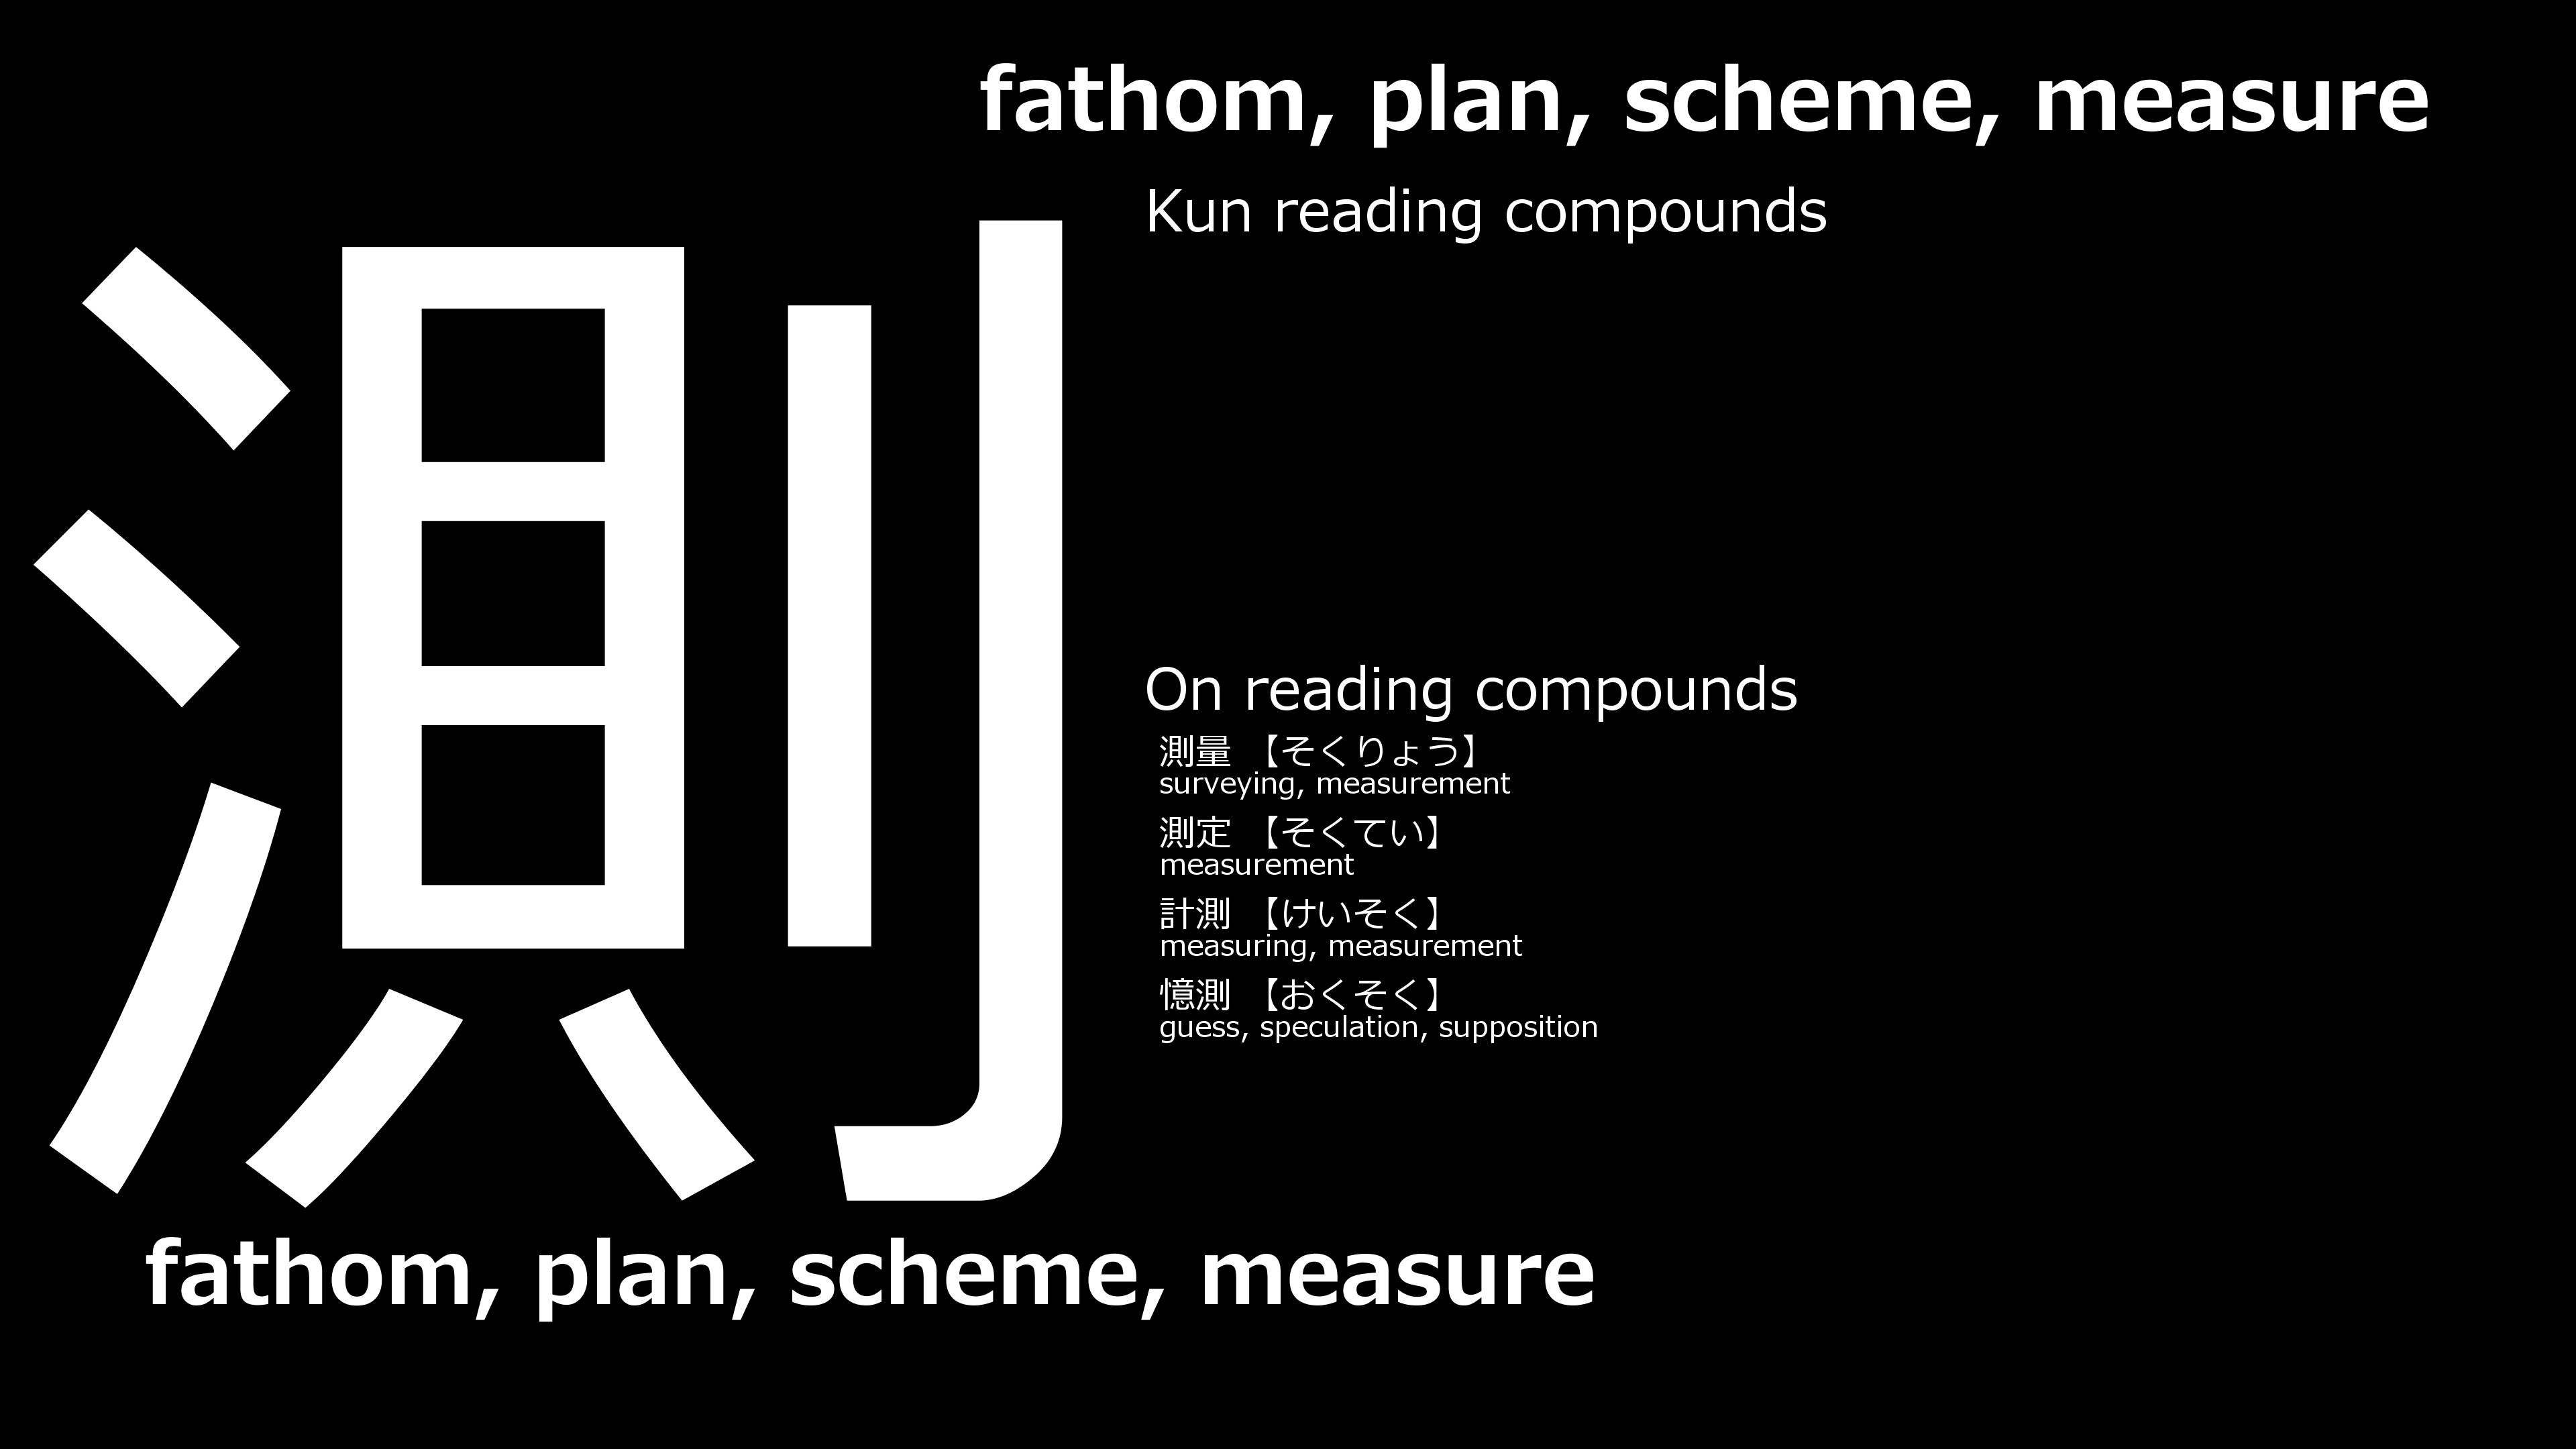 fathom, plan, scheme, measure
測
Kun reading compounds
On reading compounds
測量 【そくりょう】
surveying, measurement
測定 【そくてい】
measurement
計測 【けいそく】
measuring, measurement
憶測 【おくそく】
guess, speculation, supposition
fathom, plan, scheme, measure